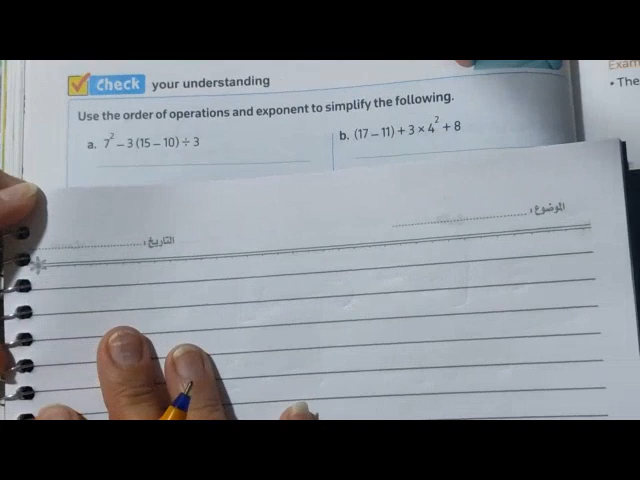 Exam
Check your understanding
• The
Use the order of operations and exponent to simplify the following.
a. 7² – 3 (15 – 10) ÷ 3
b. (17 – 11) + 3 × 4² + 8
الموضوع :
التاريخ :